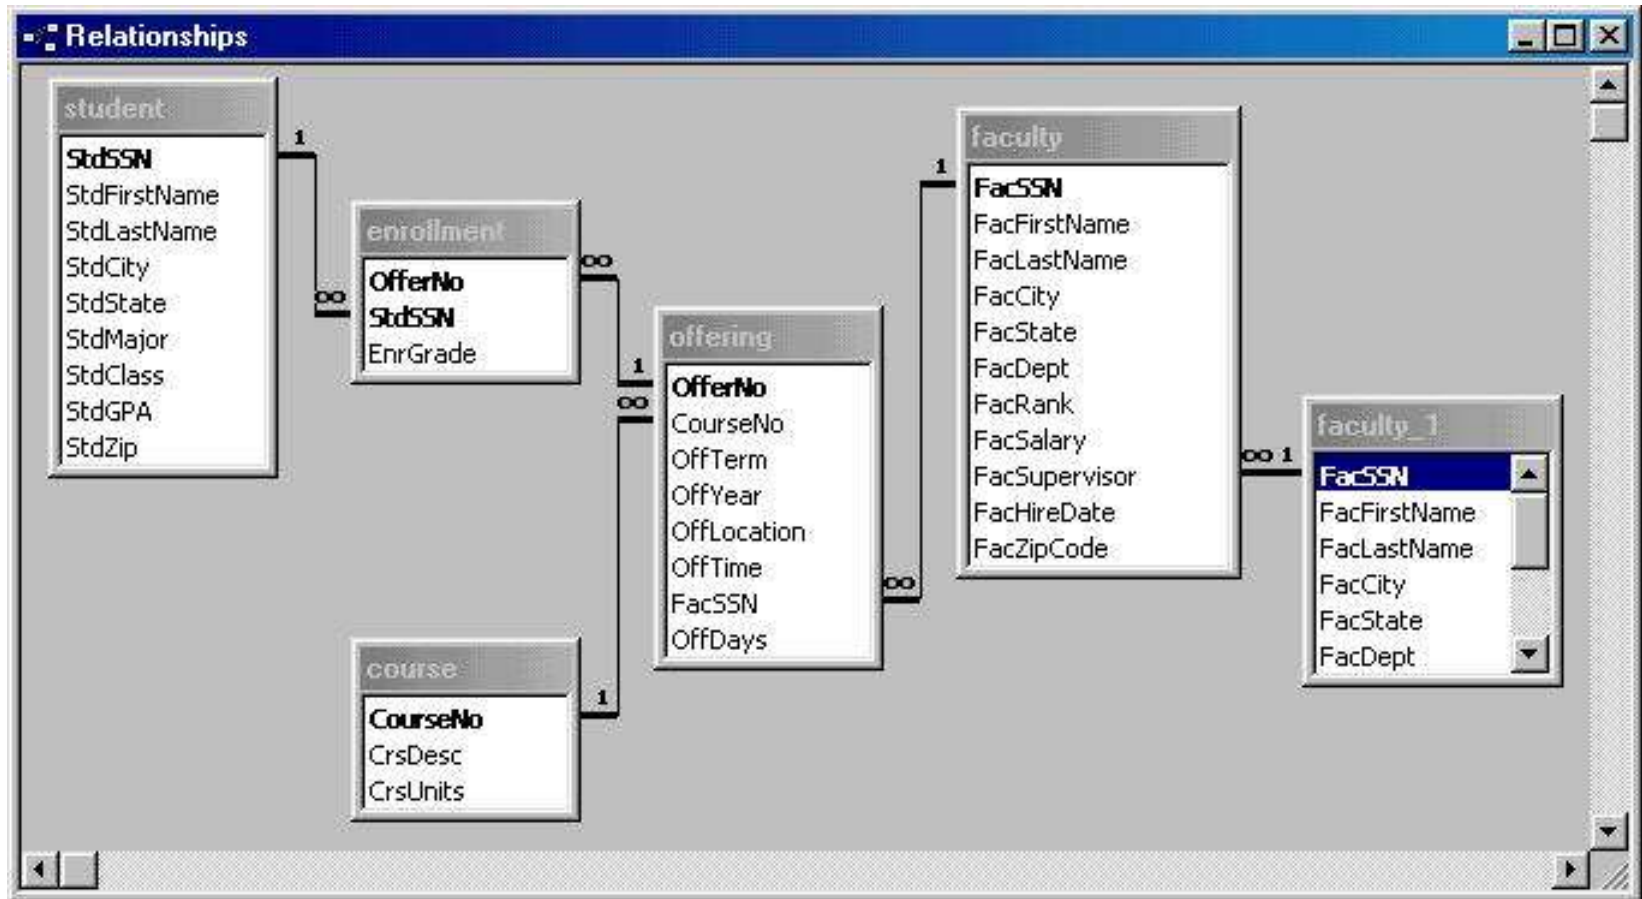 Relationships
student
StdSSN
StdFirstName
StdLastName
StdCity
StdState
StdMajor
StdClass
StdGPA
StdZip
1
∞
enrollment
OfferNo
StdSSN
EnrGrade
∞
1
∞
offering
OfferNo
CourseNo
OffTerm
OffYear
OffLocation
OffTime
FacSSN
OffDays
course
CourseNo
CrsDesc
CrsUnits
1
∞
1
faculty
FacSSN
FacFirstName
FacLastName
FacCity
FacState
FacDept
FacRank
FacSalary
FacSupervisor
FacHireDate
FacZipCode
∞ 1
faculty_1
FacSSN
FacFirstName
FacLastName
FacCity
FacState
FacDept